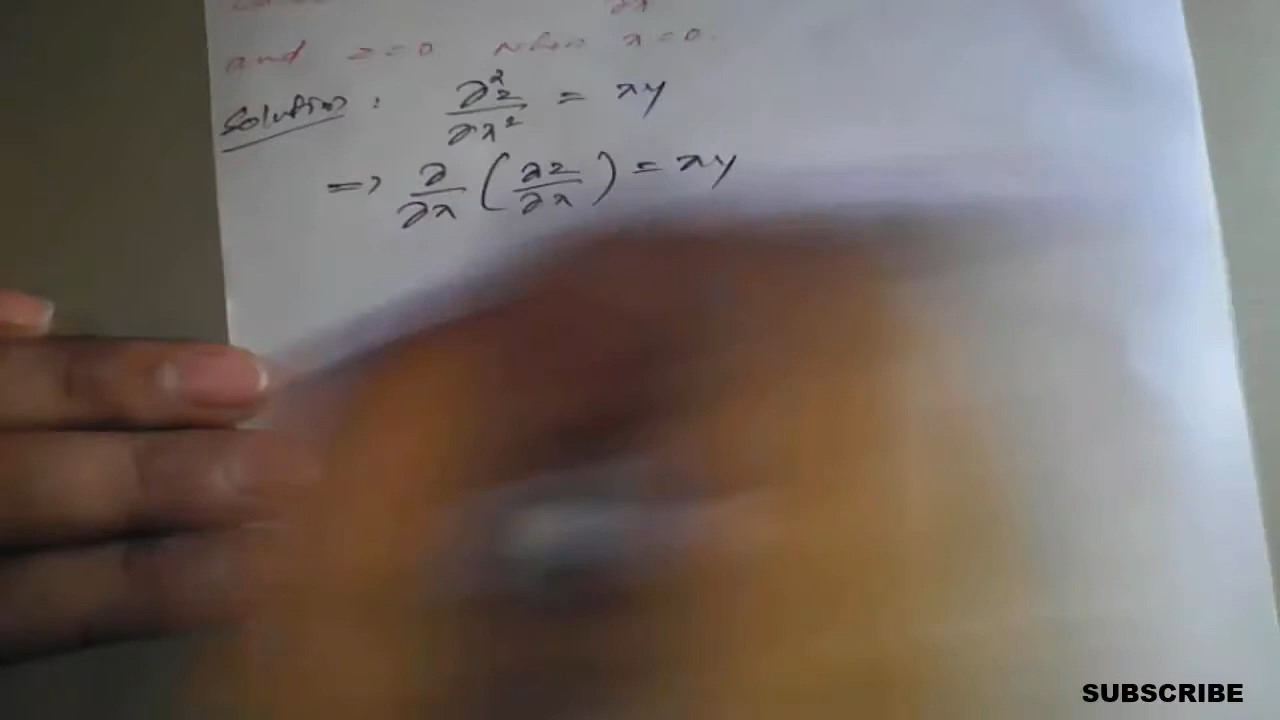 ∂x
and z=0 when x=0.
Solution: ∂²z/∂x² = xy
=> ∂/∂x (∂z/∂x) = xy
SUBSCRIBE